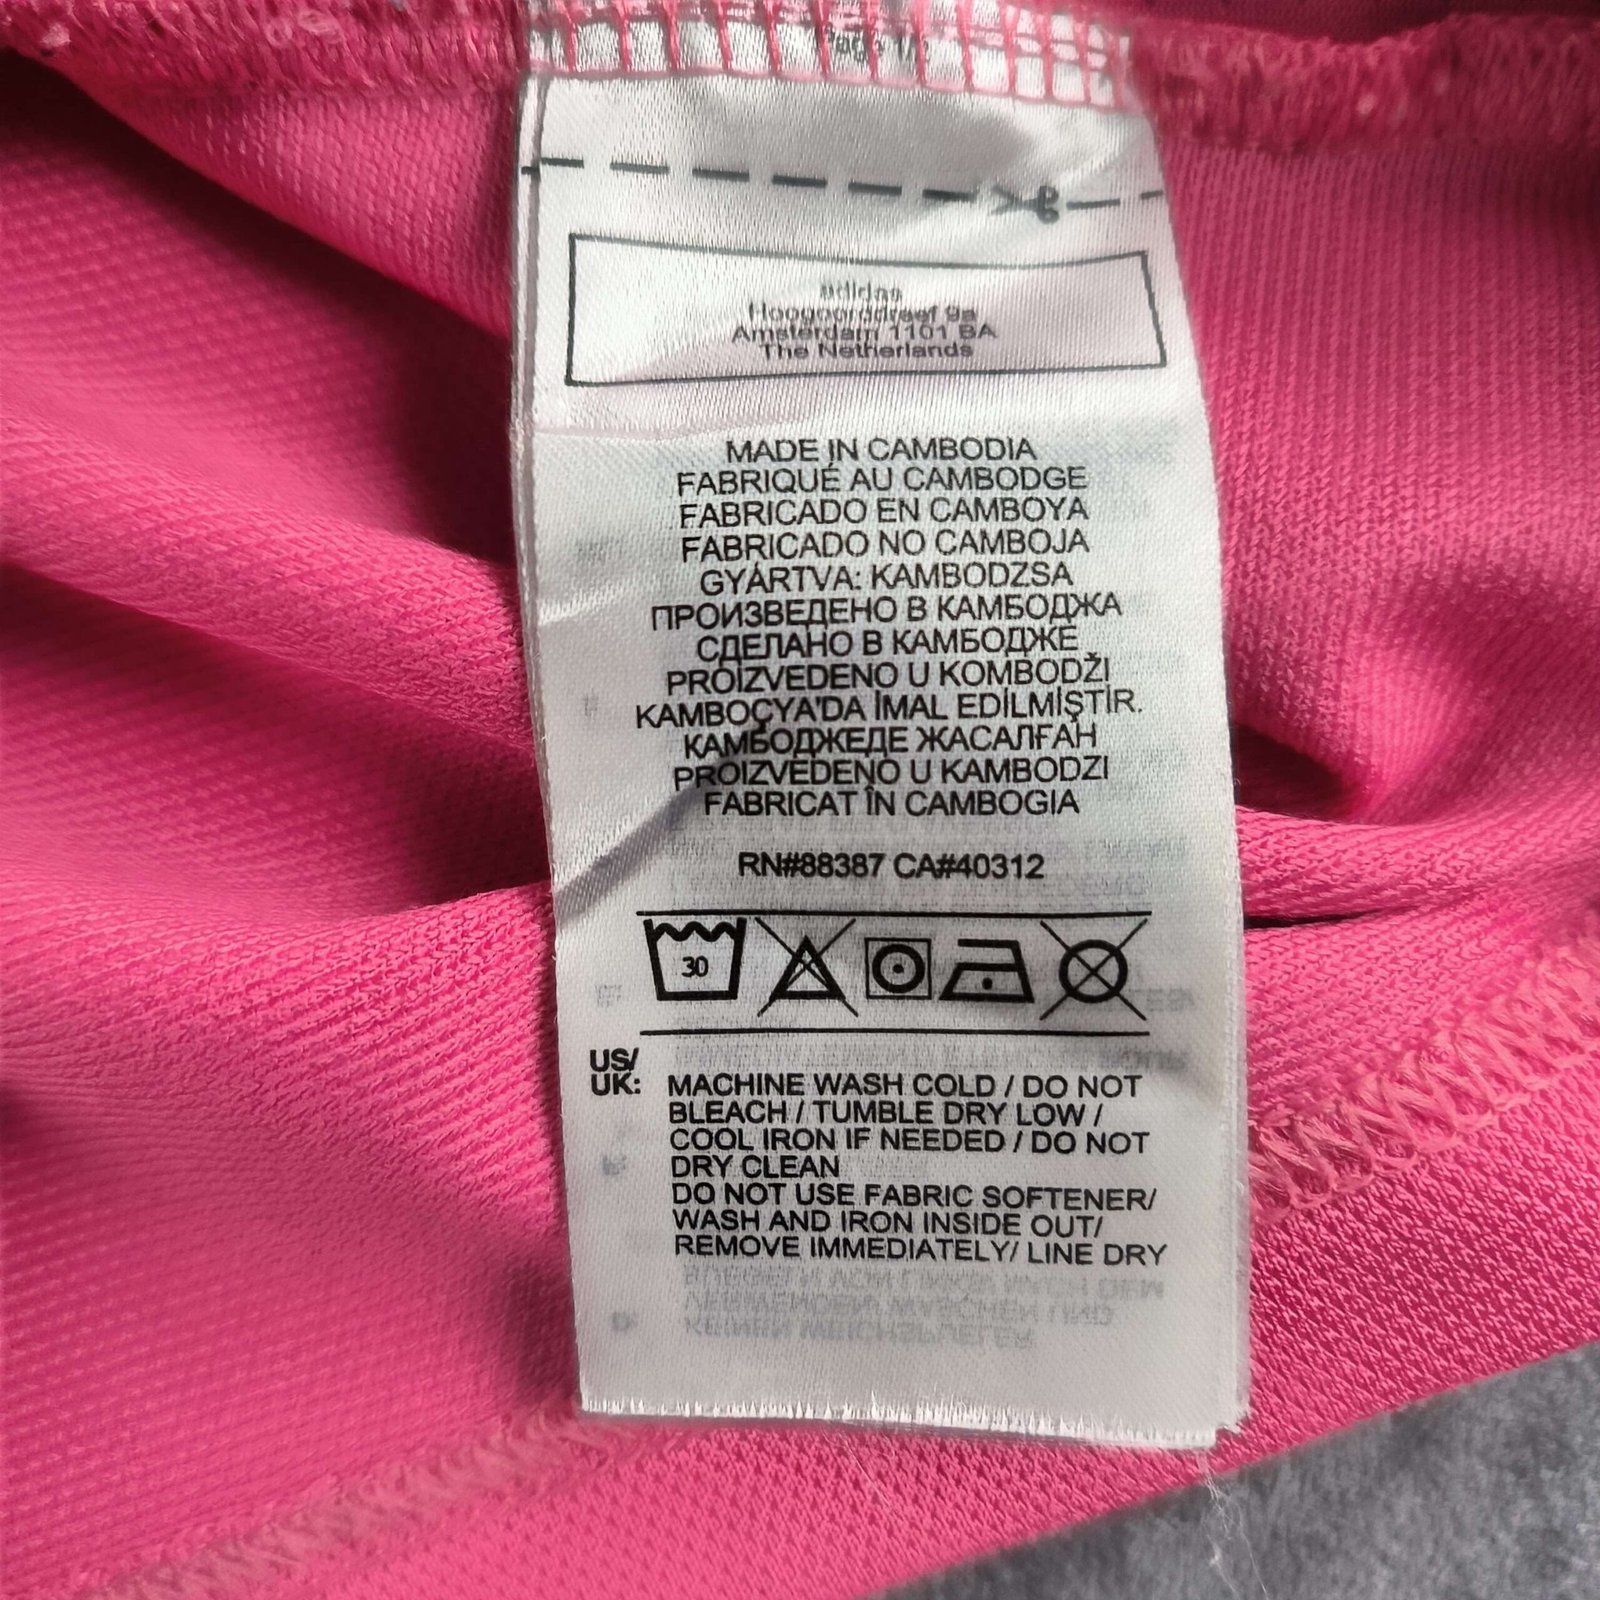 adidas
Hoogoorddreef 9a
Amsterdam 1101 BA
The Netherlands
MADE IN CAMBODIA
FABRIQUÉ AU CAMBODGE
FABRICADO EN CAMBOYA
FABRICADO NO CAMBOJA
GYÁRTVA: KAMBODZSA
ПРОИЗВЕДЕНО В КАМБОДЖА
СДЕЛАНО В КАМБОДЖЕ
PROIZVEDENO U KOMBODŽI
KAMBOÇYA'DA İMAL EDİLMİŞTİR.
КАМБОДЖЕДЕ ЖАСАЛҒАН
PROIZVEDENO U KAMBODZI
FABRICAT ÎN CAMBOGIA
RN#88387 CA#40312
30
US/
UK: MACHINE WASH COLD / DO NOT
BLEACH / TUMBLE DRY LOW /
COOL IRON IF NEEDED / DO NOT
DRY CLEAN
DO NOT USE FABRIC SOFTENER/
WASH AND IRON INSIDE OUT/
REMOVE IMMEDIATELY/ LINE DRY